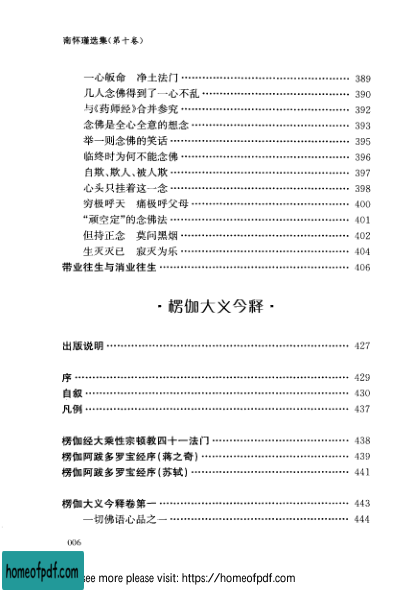 南怀瑾选集(第十卷)
一心皈命 净土法门 ………… 389
几人念佛得到了一心不乱 ………… 390
与《药师经》合并参究 ………… 392
念佛是全心全意的想念 ………… 393
举一则念佛的笑话 ………… 395
临终时为何不能念佛 ………… 396
自欺、欺人、被人欺 ………… 397
心头只挂着这一念 ………… 398
穷极呼天 痛极呼父母 ………… 400
“顽空定”的念佛法 ………… 401
但持正念 莫问黑烟 ………… 402
生灭灭已 寂灭为乐 ………… 404
带业往生与消业往生 ………… 406
·楞伽大义今释·
出版说明 ………… 427
序 ………… 429
自叙 ………… 430
凡例 ………… 437
楞伽经大乘性宗顿教四十一法门 ………… 438
楞伽阿跋多罗宝经序(蒋之奇) ………… 439
楞伽阿跋多罗宝经序(苏轼) ………… 441
楞伽大义今释卷第一 ………… 443
一切佛语心品之一 ………… 444
006
homeofpdf.com
see more please visit: https://homeofpdf.com